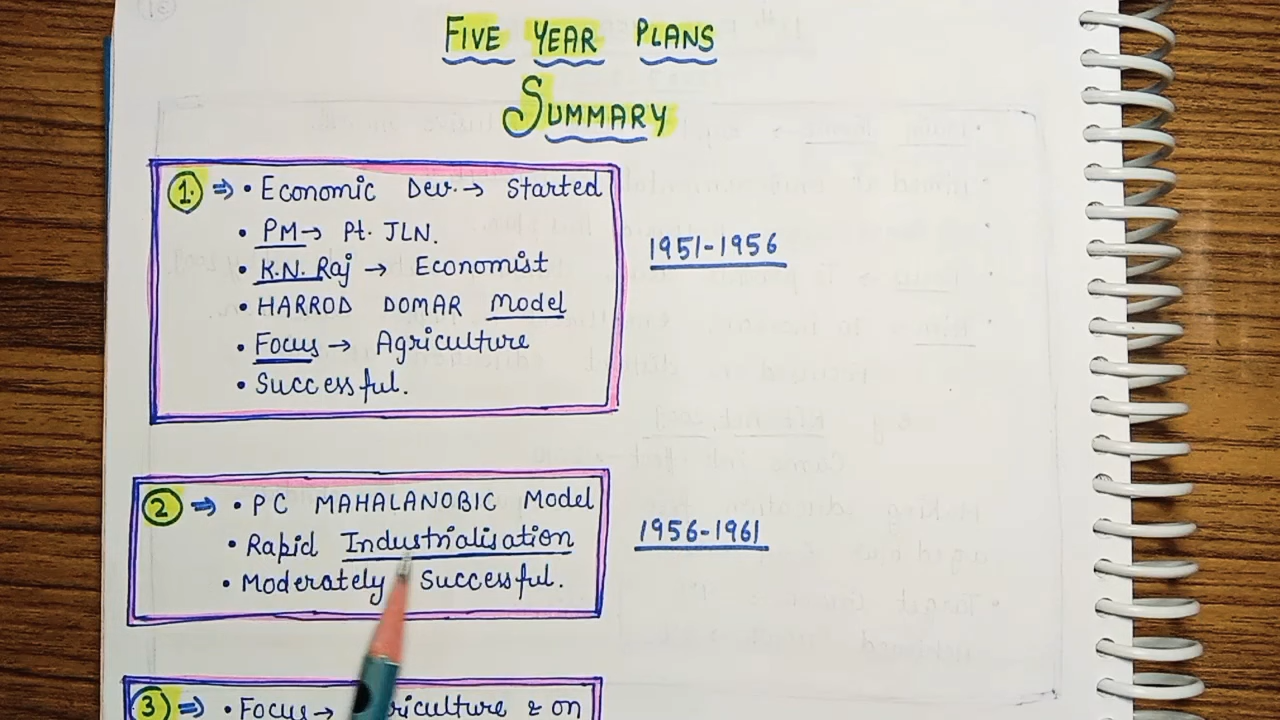 FIVE YEAR PLANS
SUMMARY
1. ⇒ • Economic Dev. → Started
• PM → Pt. JLN.
• K.N. Raj → Economist
• HARROD DOMAR Model
• Focus → Agriculture
• Successful.
1951-1956
2 ⇒ • PC MAHALANOBIC Model
• Rapid Industrialisation
• Moderately Successful.
1956-1961
3 ⇒ • Focus → riculture & on